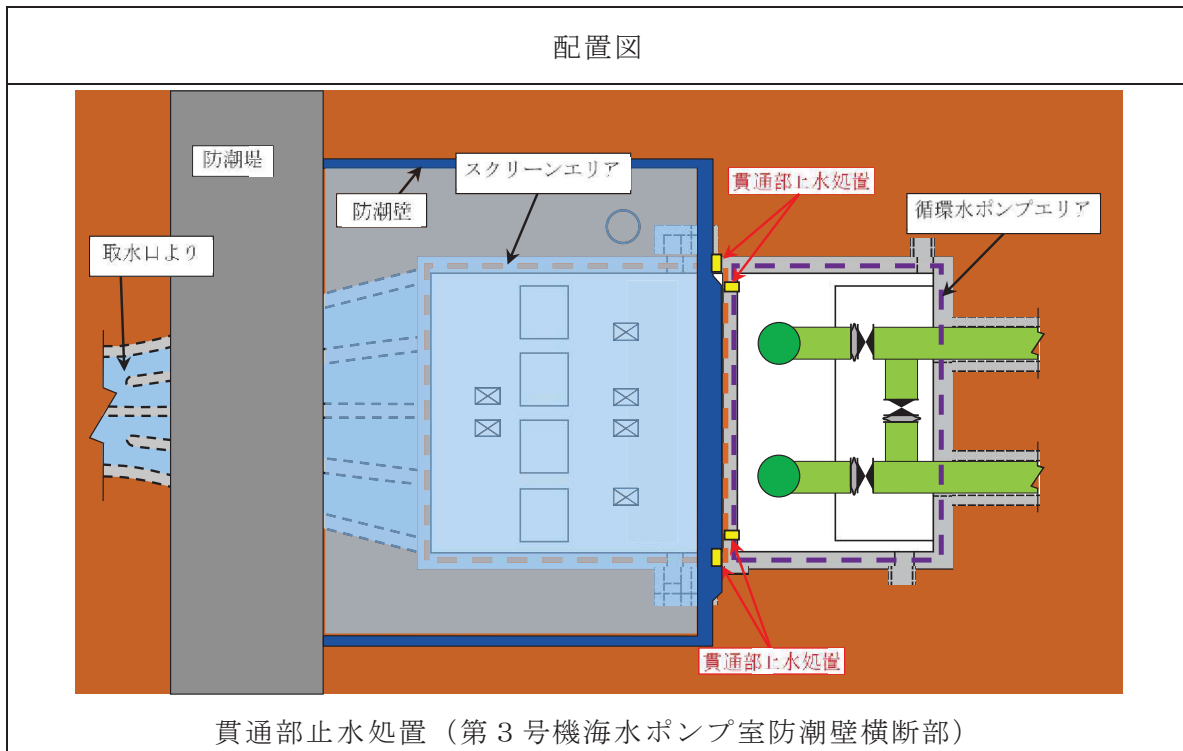 配置図
防潮堤
スクリーンエリア
貫通部止水処置
防潮壁
循環水ポンプエリア
取水口より
貫通部止水処置
貫通部止水処置（第３号機海水ポンプ室防潮壁横断部）